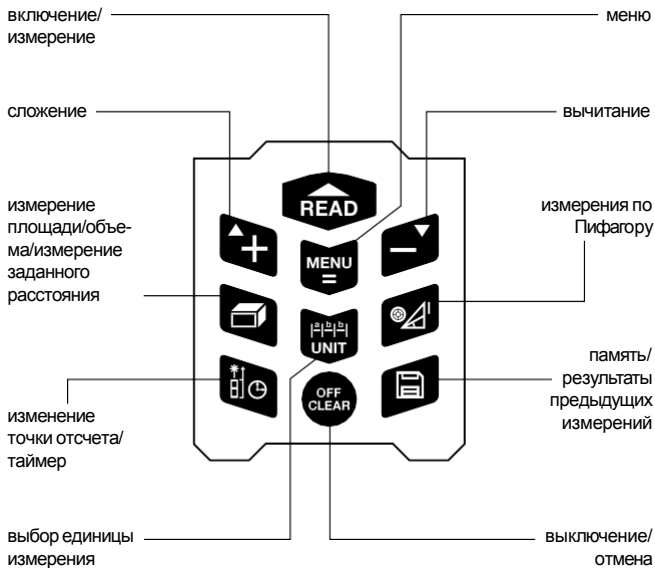 включение/
измерение
меню
сложение
вычитание
измерение
площади/объе-
ма/измерение
заданного
расстояния
измерения по
Пифагору
READ
+
−
MENU
=
a b b
UNIT
OFF
CLEAR
память/
результаты
предыдущих
измерений
изменение
точки отсчета/
таймер
выбор единицы
измерения
выключение/
отмена